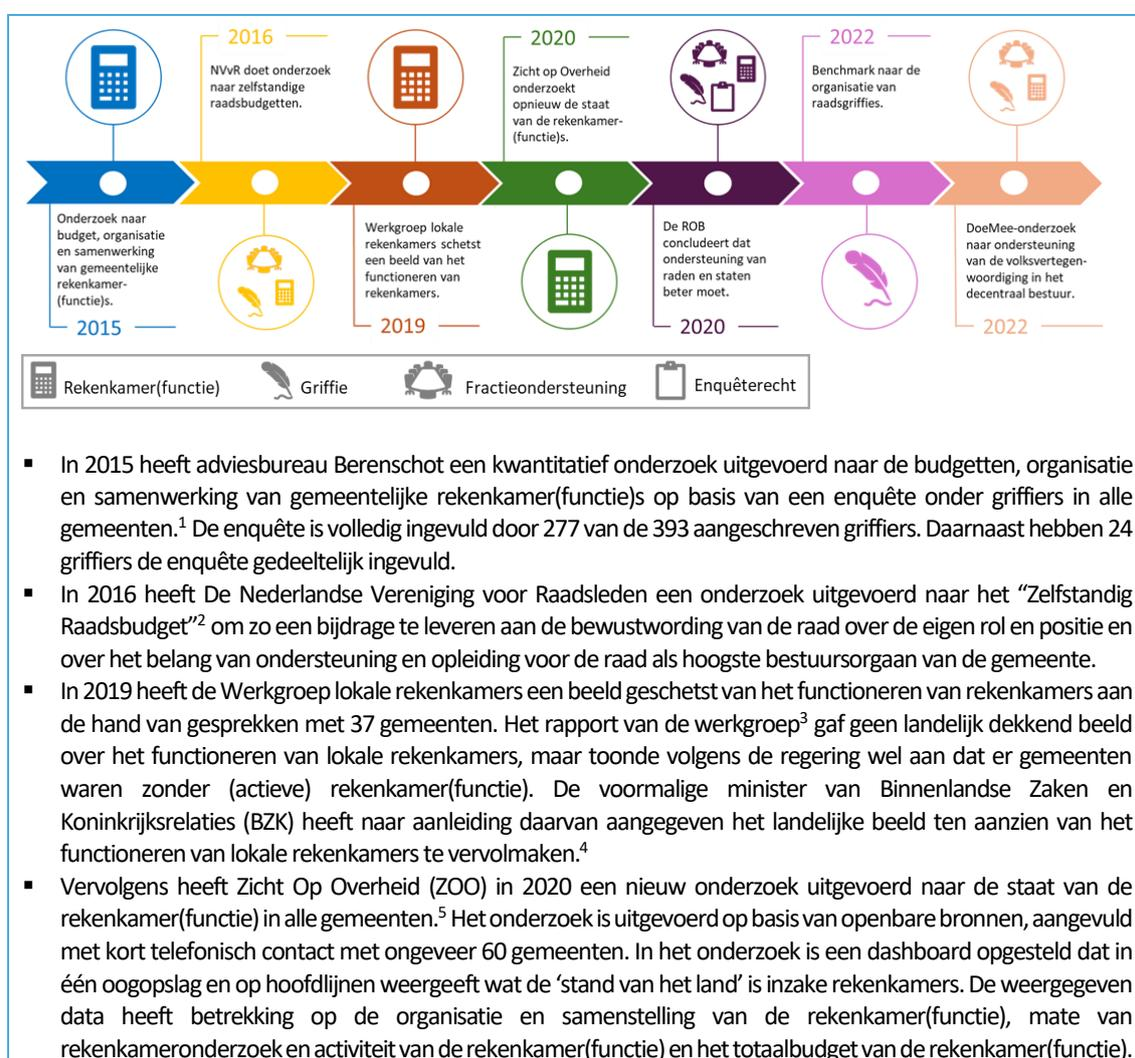 2016
NVvR doet onderzoek
naar zelfstandige
raadsbudgetten.
2020
Zicht op Overheid
onderzoekt
opnieuw de staat
van de rekenkamer-
(functie)s.
2022
Benchmark naar de
organisatie van
raadsgriffies.
Onderzoek naar
budget, organisatie
en samenwerking
van gemeentelijke
rekenkamer-
(functie)s.
2015
Werkgroep lokale
rekenkamers schetst
een beeld van het
functioneren van
rekenkamers.
2019
De ROB
concludeert dat
ondersteuning van
raden en staten
beter moet.
2020
DoeMee-onderzoek
naar ondersteuning
van de volksvertegen-
woordiging in het
decentraal bestuur.
2022
Rekenkamer(functie)
Griffie
Fractieondersteuning
Enquêterecht
▪ In 2015 heeft adviesbureau Berenschot een kwantitatief onderzoek uitgevoerd naar de budgetten, organisatie
en samenwerking van gemeentelijke rekenkamer(functie)s op basis van een enquête onder griffiers in alle
gemeenten.1 De enquête is volledig ingevuld door 277 van de 393 aangeschreven griffiers. Daarnaast hebben 24
griffiers de enquête gedeeltelijk ingevuld.
▪ In 2016 heeft De Nederlandse Vereniging voor Raadsleden een onderzoek uitgevoerd naar het “Zelfstandig
Raadsbudget”2 om zo een bijdrage te leveren aan de bewustwording van de raad over de eigen rol en positie en
over het belang van ondersteuning en opleiding voor de raad als hoogste bestuursorgaan van de gemeente.
▪ In 2019 heeft de Werkgroep lokale rekenkamers een beeld geschetst van het functioneren van rekenkamers aan
de hand van gesprekken met 37 gemeenten. Het rapport van de werkgroep3 gaf geen landelijk dekkend beeld
over het functioneren van lokale rekenkamers, maar toonde volgens de regering wel aan dat er gemeenten
waren zonder (actieve) rekenkamer(functie). De voormalige minister van Binnenlandse Zaken en
Koninkrijksrelaties (BZK) heeft naar aanleiding daarvan aangegeven het landelijke beeld ten aanzien van het
functioneren van lokale rekenkamers te vervolmaken.4
▪ Vervolgens heeft Zicht Op Overheid (ZOO) in 2020 een nieuw onderzoek uitgevoerd naar de staat van de
rekenkamer(functie) in alle gemeenten.5 Het onderzoek is uitgevoerd op basis van openbare bronnen, aangevuld
met kort telefonisch contact met ongeveer 60 gemeenten. In het onderzoek is een dashboard opgesteld dat in
één oogopslag en op hoofdlijnen weergeeft wat de ‘stand van het land’ is inzake rekenkamers. De weergegeven
data heeft betrekking op de organisatie en samenstelling van de rekenkamer(functie), mate van
rekenkameronderzoek en activiteit van de rekenkamer(functie) en het totaalbudget van de rekenkamer(functie).